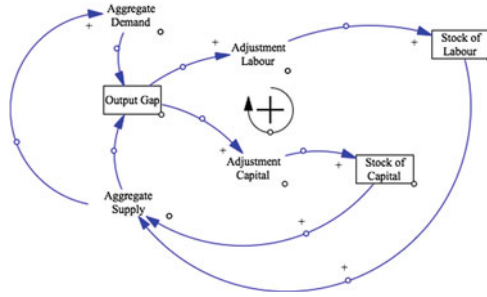 Aggregate
Demand
+
Adjustment
Labour
+
Stock of
Labour
+
Output Gap
+
Adjustment
Capital
+
Stock of
Capital
+
Aggregate
Supply
+
+